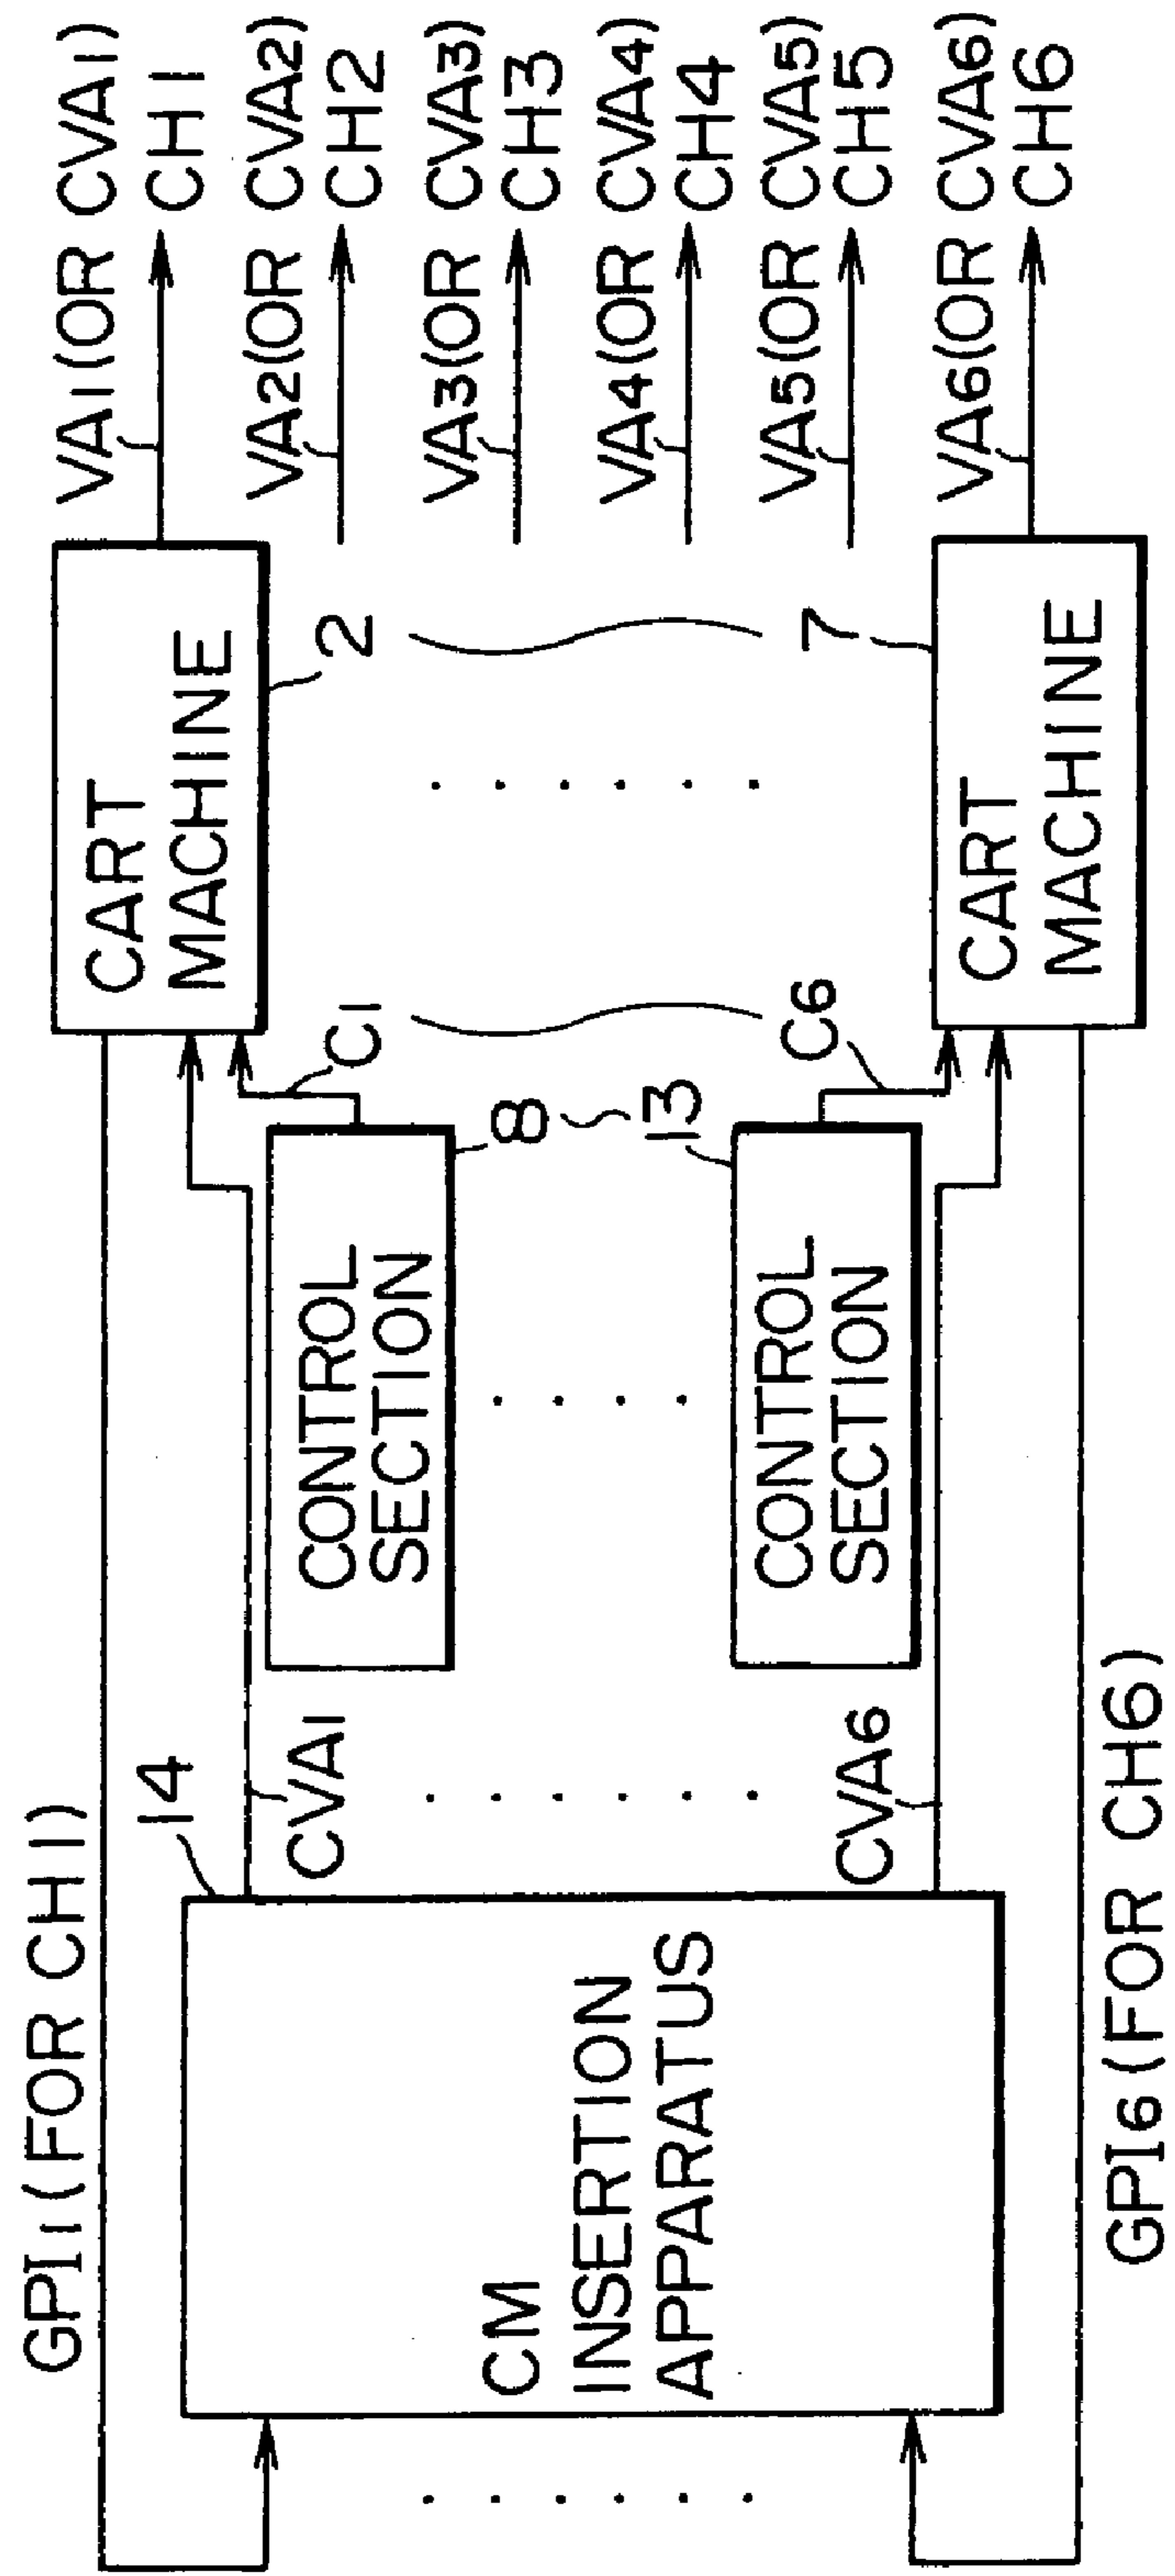 GPI1 (FOR CH1)
14
CVA1
CM
INSERTION
APPARATUS
CVA6
GPI6 (FOR CH6)
CONTROL
SECTION
8
13
CONTROL
SECTION
C1
C6
CART
MACHINE
2
7
CART
MACHINE
VA1(OR CVA1)
CH1
VA2(OR CVA2)
CH2
VA3(OR CVA3)
CH3
VA4(OR CVA4)
CH4
VA5(OR CVA5)
CH5
VA6(OR CVA6)
CH6